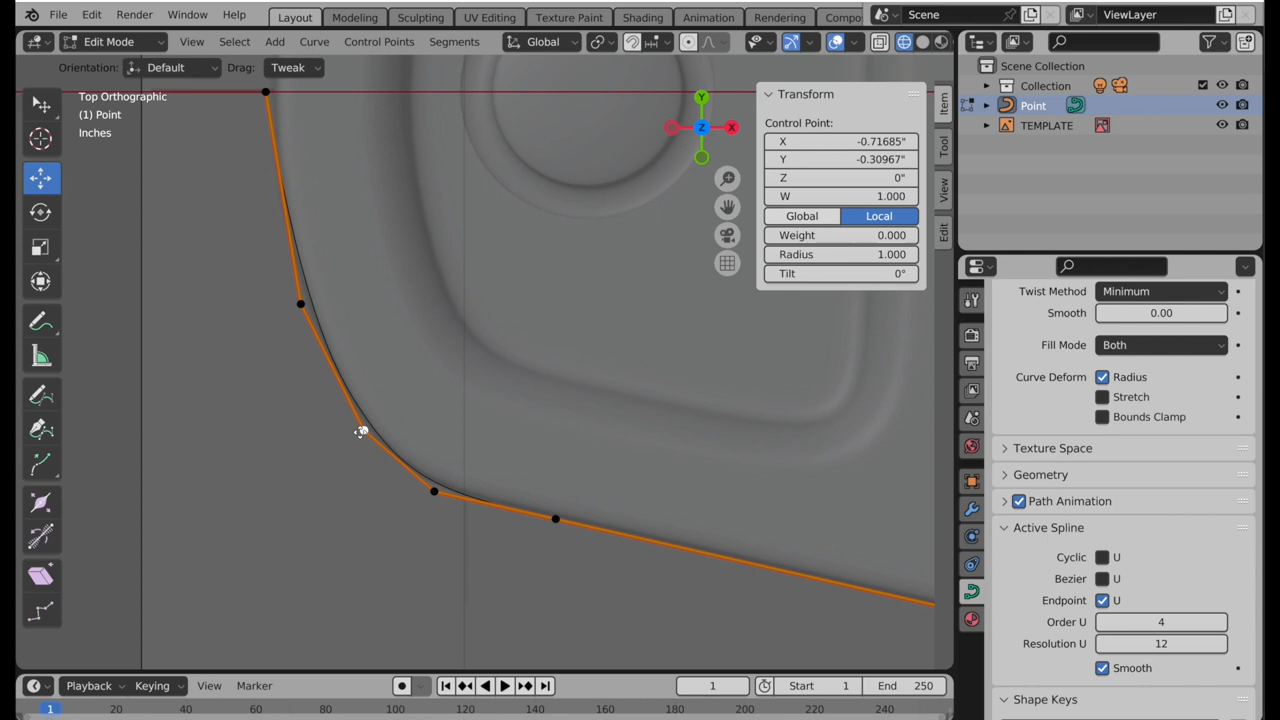 File Edit Render Window Help Layout Modeling Sculpting UV Editing Texture Paint Shading Animation Rendering Compo Scene ViewLayer
Edit Mode View Select Add Curve Control Points Segments Global
Orientation: Default Drag: Tweak
Top Orthographic
(1) Point
Inches
Y
Z
X
Transform
Control Point:
X -0.71685"
Y -0.30967"
Z 0"
W 1.000
Global Local
Weight 0.000
Radius 1.000
Tilt 0°
Item
Tool
View
Edit
Scene Collection
Collection
Point
TEMPLATE
Twist Method Minimum
Smooth 0.00
Fill Mode Both
Curve Deform Radius
Stretch
Bounds Clamp
Texture Space
Geometry
Path Animation
Active Spline
Cyclic U
Bezier U
Endpoint U
Order U 4
Resolution U 12
Smooth
Shape Keys
Playback Keying View Marker 1 Start 1 End 250
1 20 40 60 80 100 120 140 160 180 200 220 240